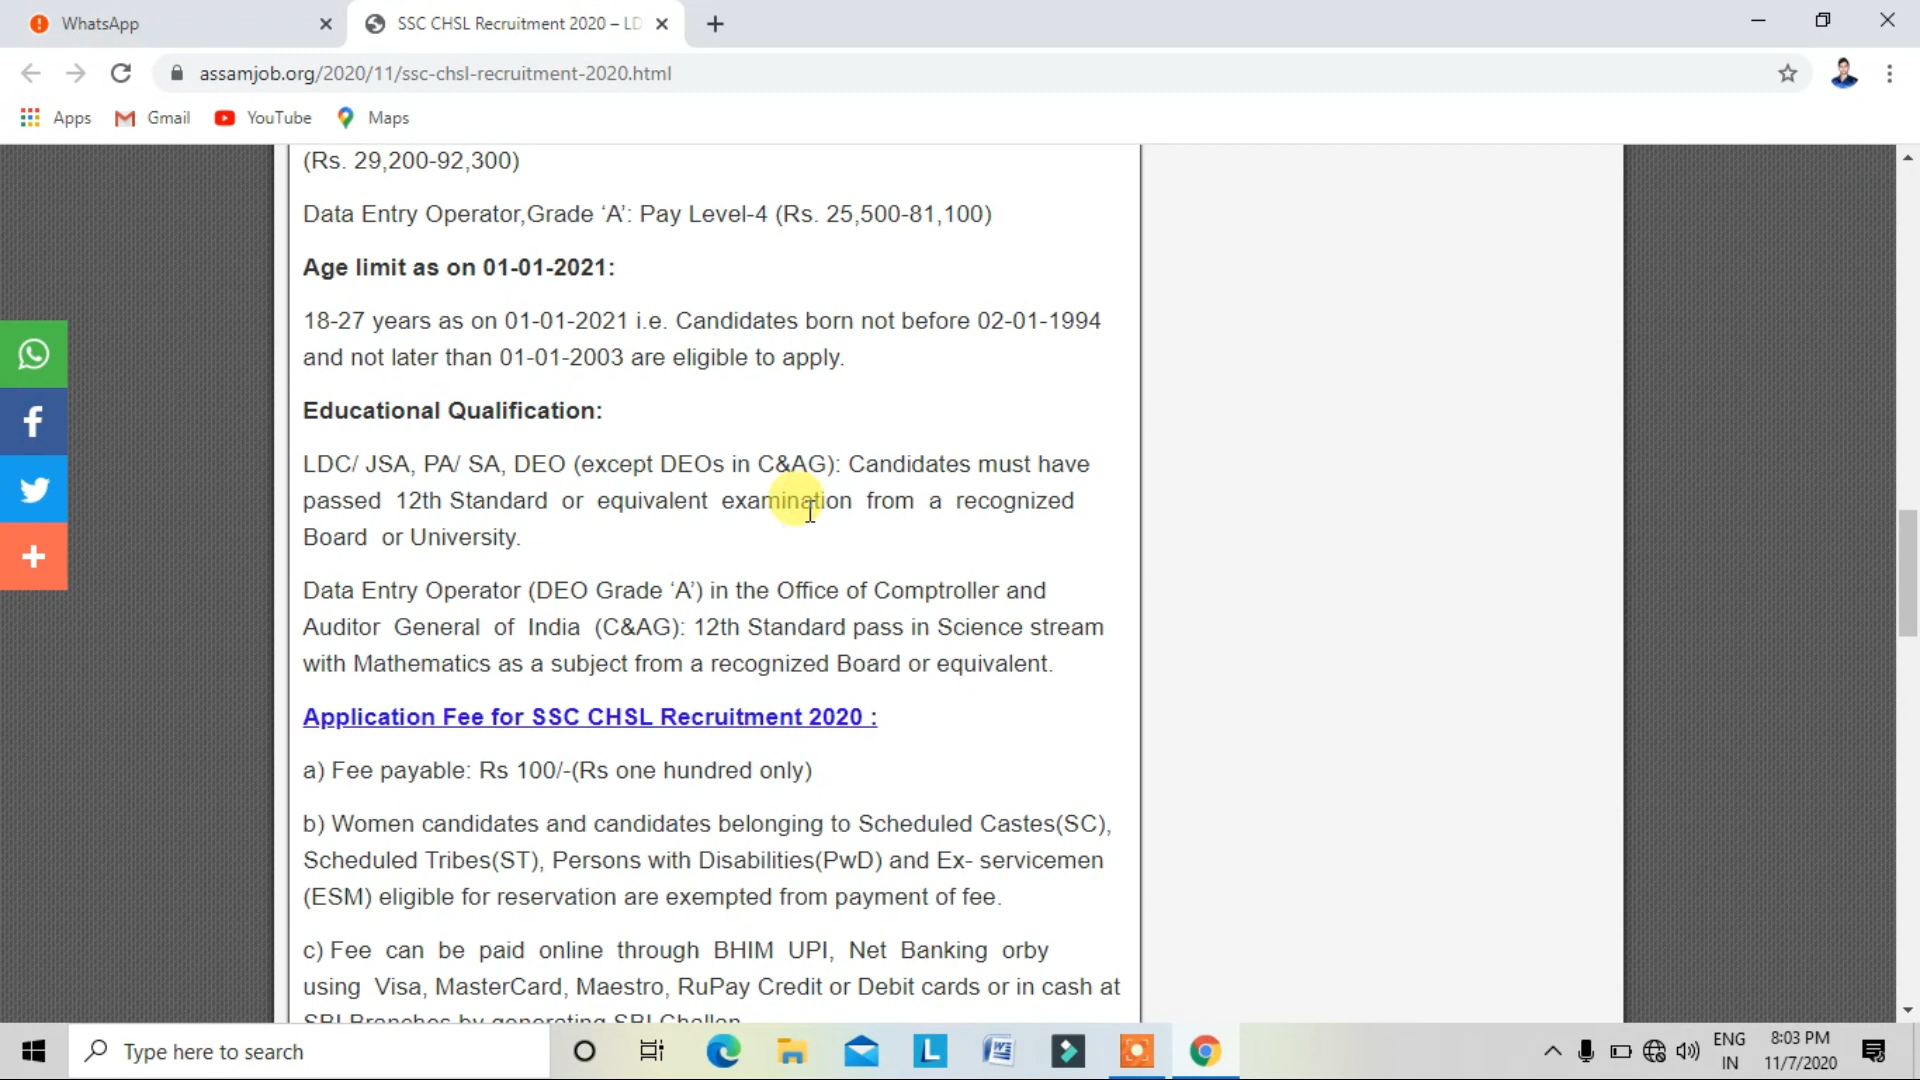 WhatsApp
SSC CHSL Recruitment 2020 – LD
assamjob.org/2020/11/ssc-chsl-recruitment-2020.html
Apps Gmail YouTube Maps
(Rs. 29,200-92,300)
Data Entry Operator,Grade ‘A’: Pay Level-4 (Rs. 25,500-81,100)
Age limit as on 01-01-2021:
18-27 years as on 01-01-2021 i.e. Candidates born not before 02-01-1994
and not later than 01-01-2003 are eligible to apply.
Educational Qualification:
LDC/ JSA, PA/ SA, DEO (except DEOs in C&AG): Candidates must have
passed 12th Standard or equivalent examination from a recognized
Board or University.
Data Entry Operator (DEO Grade ‘A’) in the Office of Comptroller and
Auditor General of India (C&AG): 12th Standard pass in Science stream
with Mathematics as a subject from a recognized Board or equivalent.
Application Fee for SSC CHSL Recruitment 2020 :
a) Fee payable: Rs 100/-(Rs one hundred only)
b) Women candidates and candidates belonging to Scheduled Castes(SC),
Scheduled Tribes(ST), Persons with Disabilities(PwD) and Ex- servicemen
(ESM) eligible for reservation are exempted from payment of fee.
c) Fee can be paid online through BHIM UPI, Net Banking orby
using Visa, MasterCard, Maestro, RuPay Credit or Debit cards or in cash at
SBI Branches by generating SBI Challan
Type here to search
ENG
IN
8:03 PM
11/7/2020